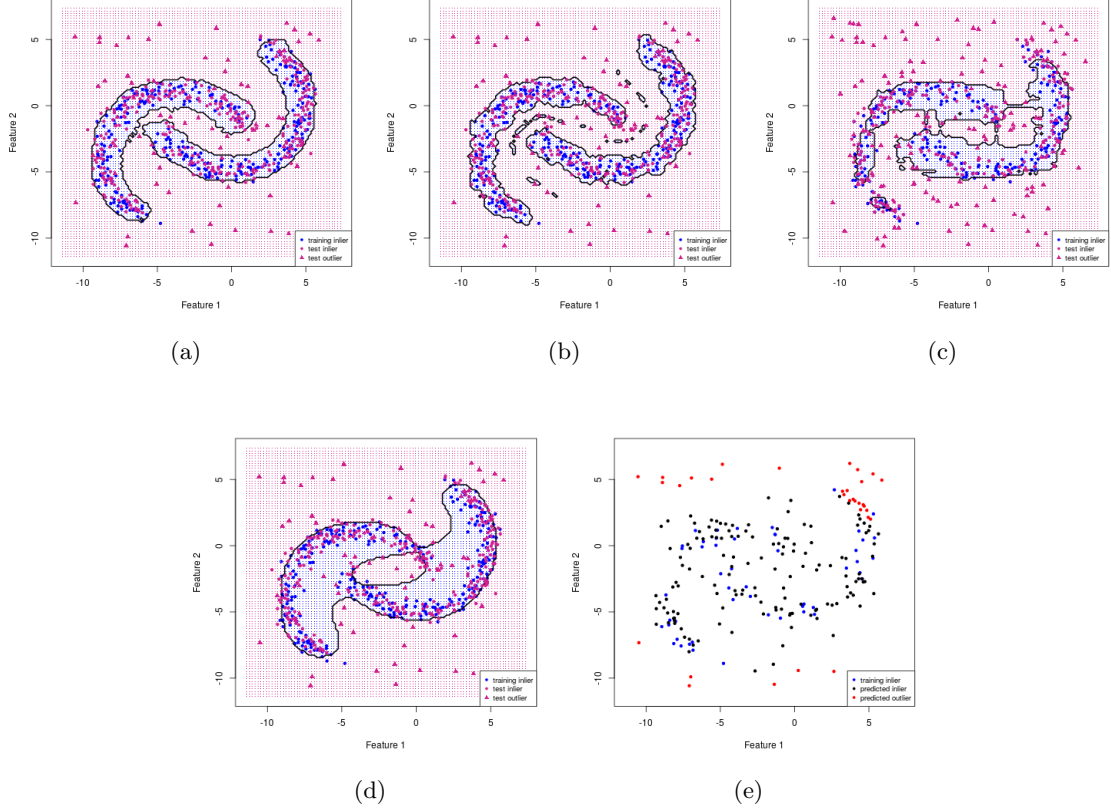 5
0
-5
-10
Feature 2
training inlier
test inlier
test outlier
-10 -5 0 5
Feature 1
(a)
5
0
-5
-10
Feature 2
training inlier
test inlier
test outlier
-10 -5 0 5
Feature 1
(b)
5
0
-5
-10
Feature 2
training inlier
test inlier
test outlier
-10 -5 0 5
Feature 1
(c)
5
0
-5
-10
Feature 2
training inlier
test inlier
test outlier
-10 -5 0 5
Feature 1
(d)
5
0
-5
-10
Feature 2
training inlier
predicted inlier
predicted outlier
-10 -5 0 5
Feature 1
(e)